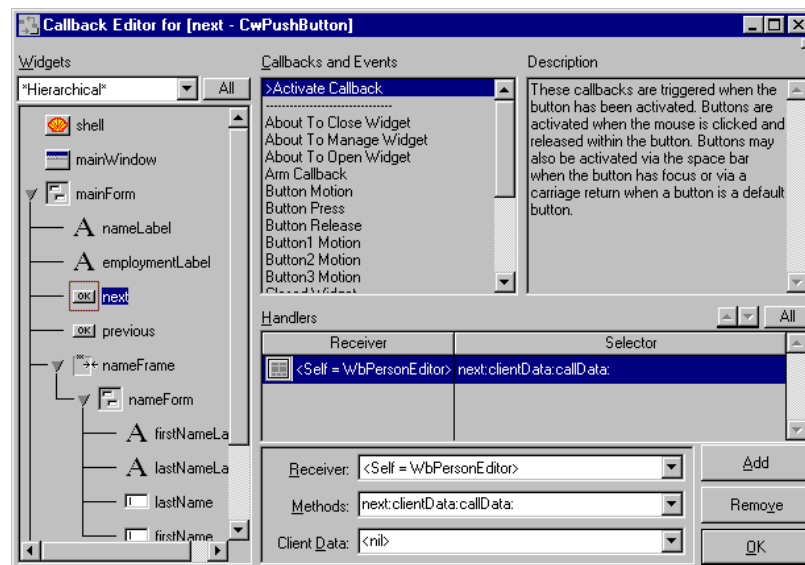 Callback Editor for [next - CwPushButton]
Widgets
*Hierarchical*
All
shell
mainWindow
mainForm
nameLabel
employmentLabel
OK next
OK previous
nameFrame
nameForm
firstNameLa
lastNameLa
lastName
firstName
Callbacks and Events
>Activate Callback
About To Close Widget
About To Manage Widget
About To Open Widget
Arm Callback
Button Motion
Button Press
Button Release
Button1 Motion
Button2 Motion
Button3 Motion
Description
These callbacks are triggered when the
button has been activated. Buttons are
activated when the mouse is clicked and
released within the button. Buttons may
also be activated via the space bar
when the button has focus or via a
carriage return when a button is a default
button.
Handlers
All
Receiver Selector
<Self = WbPersonEditor> next:clientData:callData:
Receiver: <Self = WbPersonEditor>
Methods: next:clientData:callData:
Client Data: <nil>
Add
Remove
OK